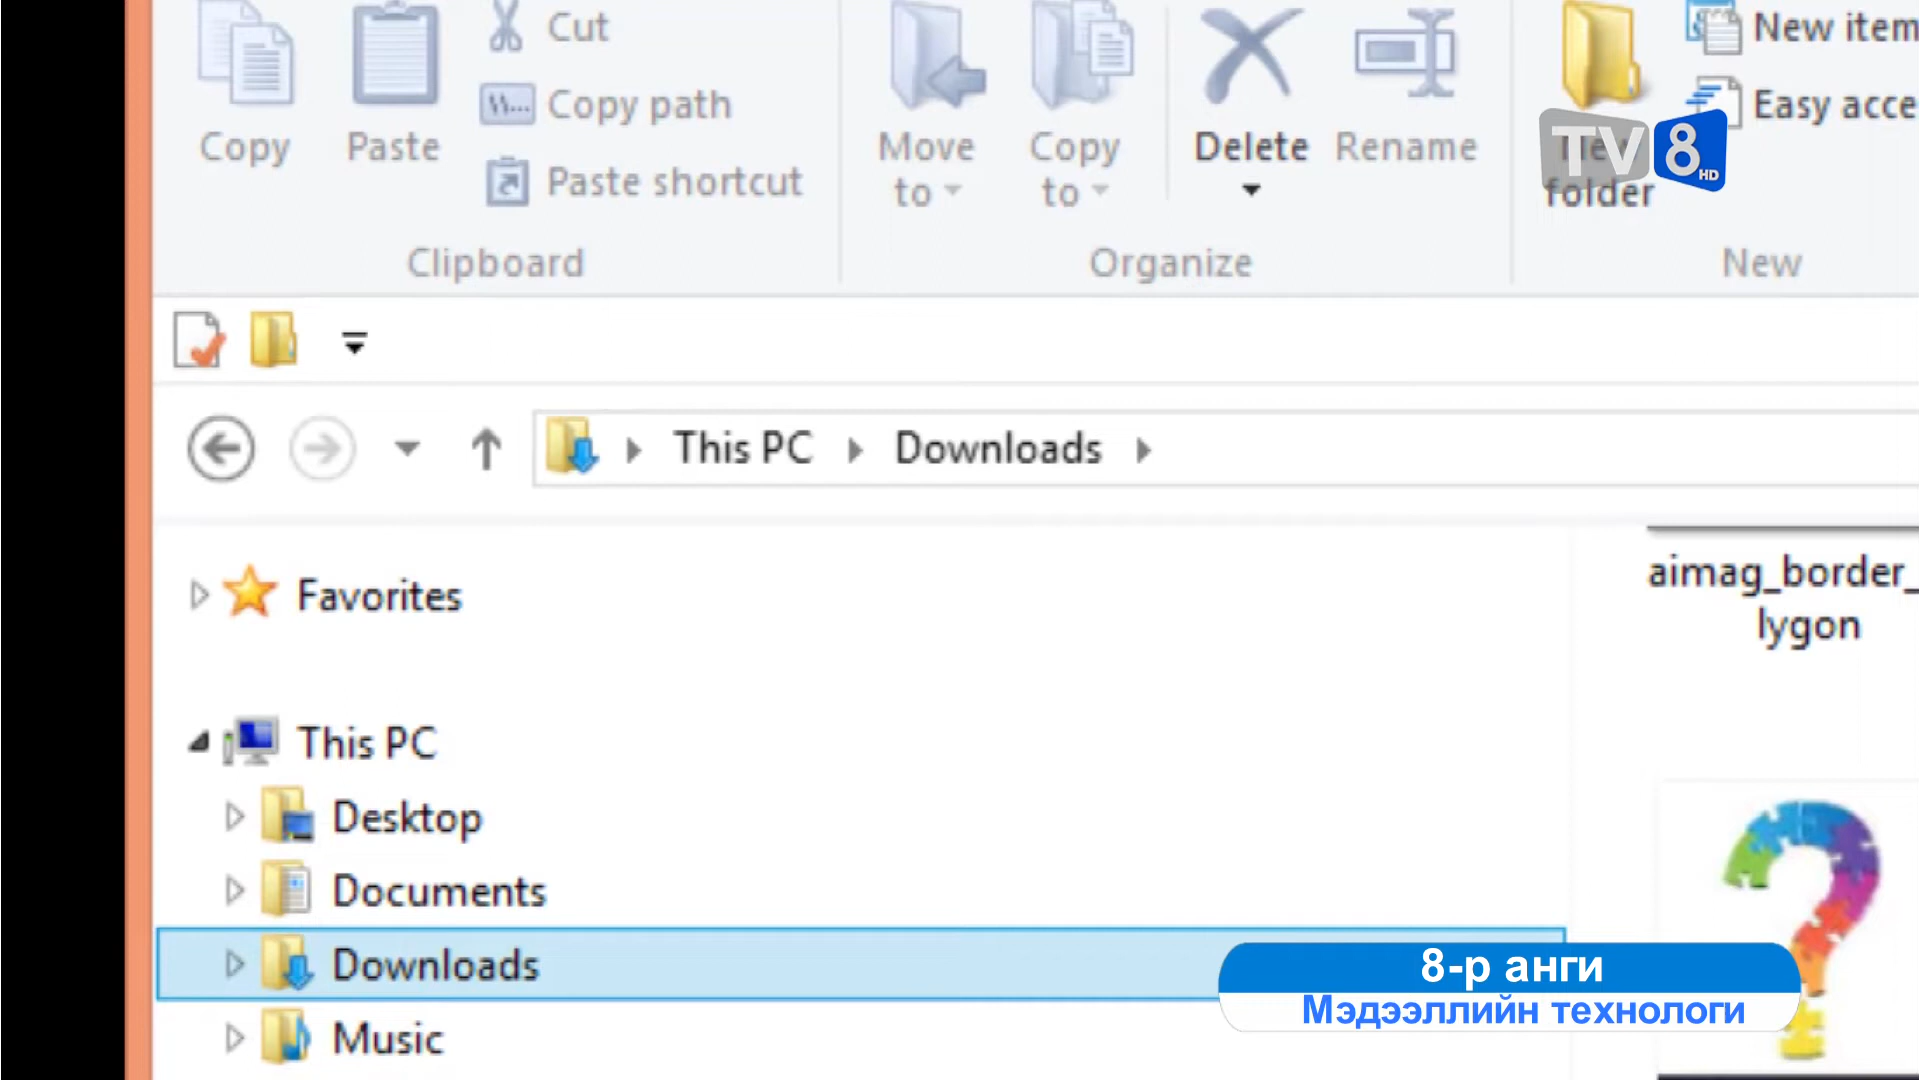 Cut
New item
Copy path
Easy acce
Copy
Paste
Move to
Copy to
Delete
Rename
New folder
TV8 HD
Paste shortcut
Clipboard
Organize
New
This PC
Downloads
aimag_border_
lygon
Favorites
This PC
Desktop
Documents
Downloads
Music
8-р анги
Мэдээллийн технологи